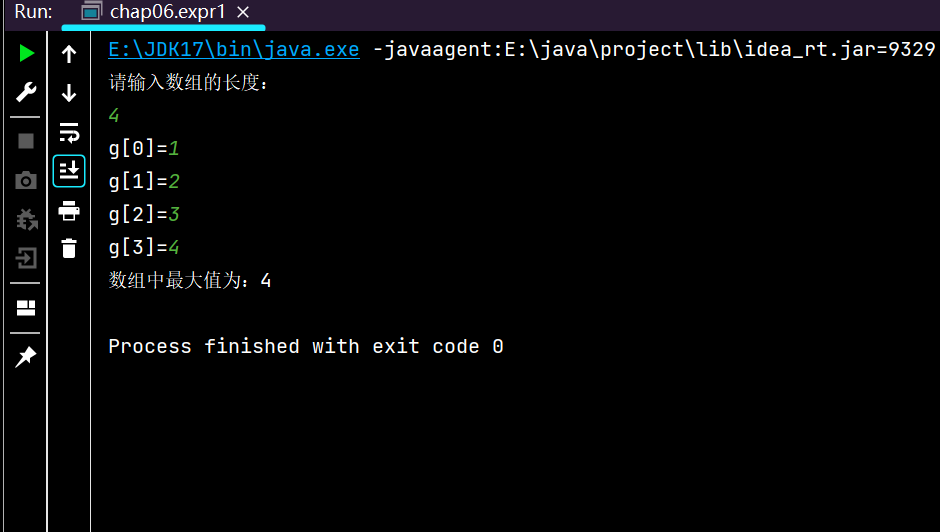 Run: chap06.expr1
E:\JDK17\bin\java.exe -javaagent:E:\java\project\lib\idea_rt.jar=9329
请输入数组的长度：
4
g[0]=1
g[1]=2
g[2]=3
g[3]=4
数组中最大值为：4
Process finished with exit code 0